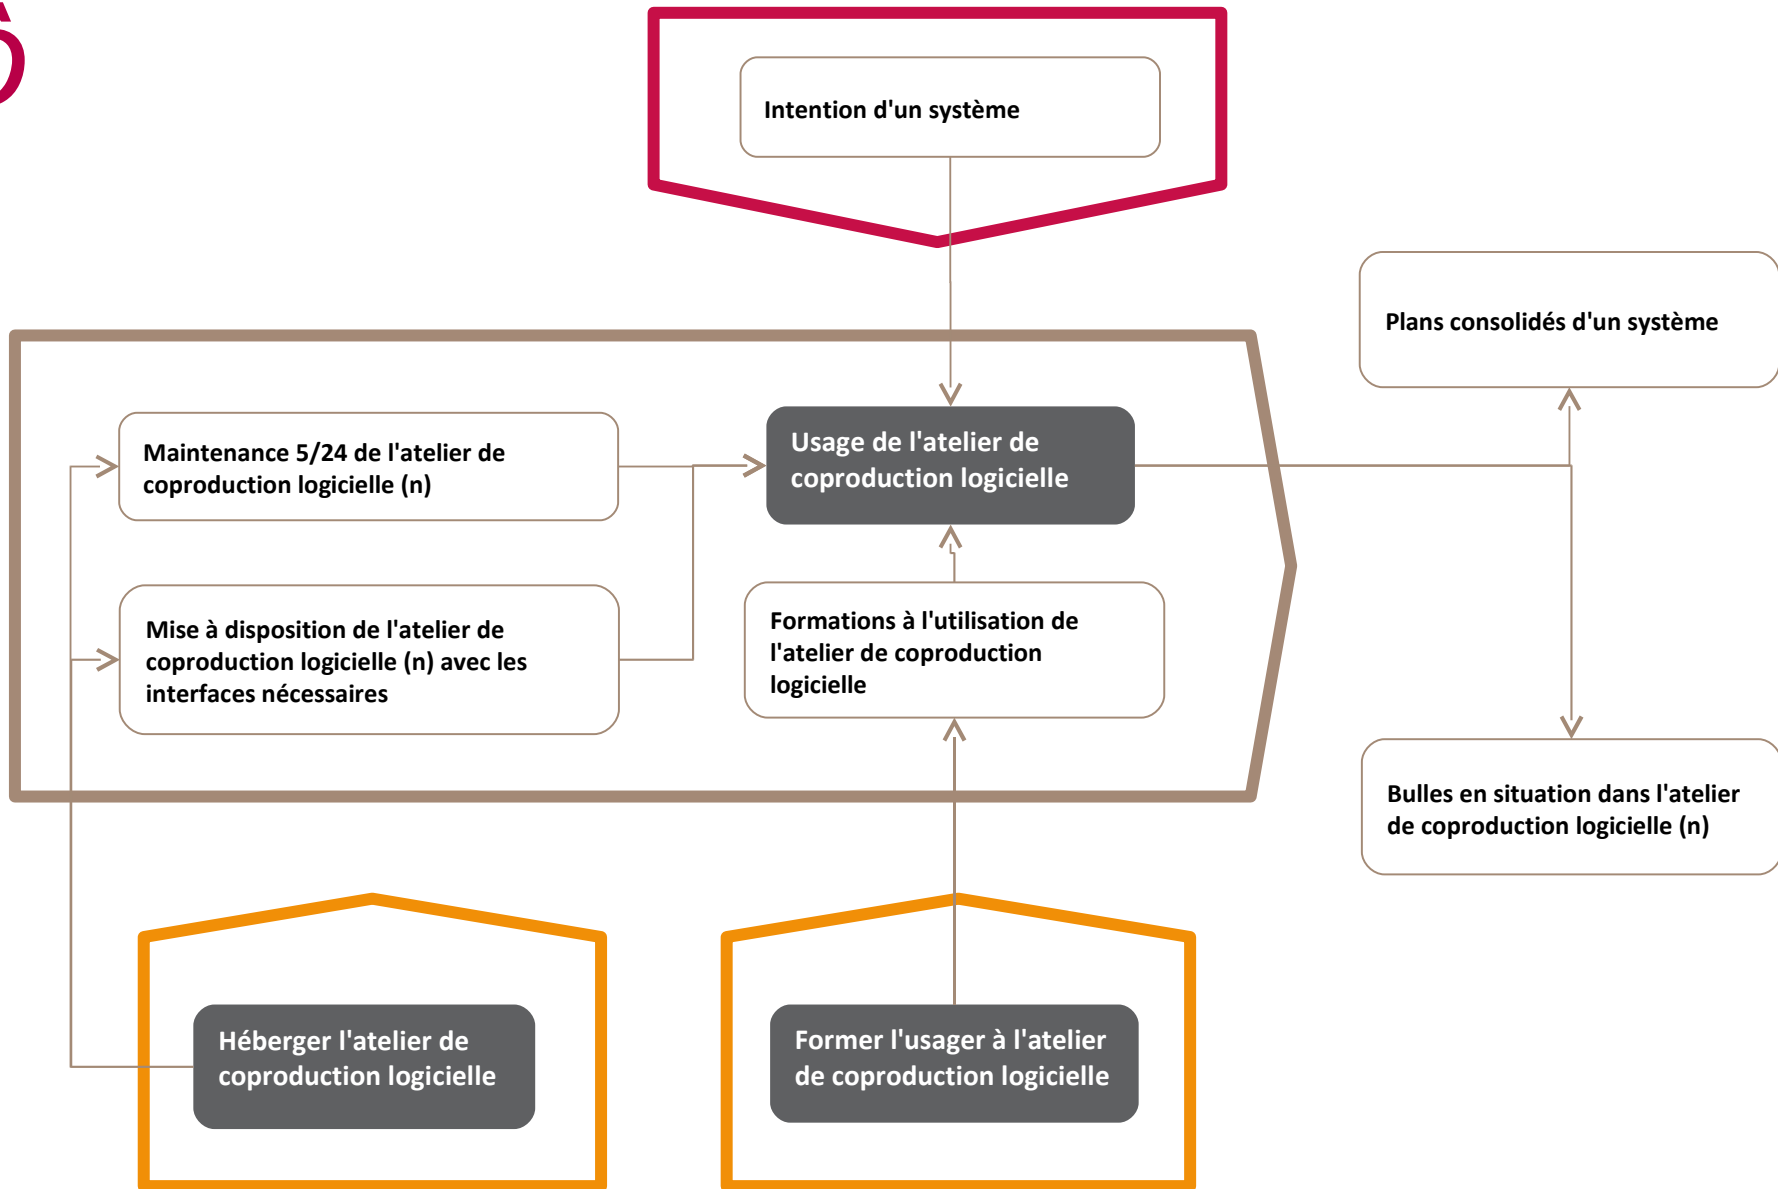 Intention d'un système
Plans consolidés d'un système
Maintenance 5/24 de l'atelier de
coproduction logicielle (n)
Usage de l'atelier de
coproduction logicielle
Mise à disposition de l'atelier de
coproduction logicielle (n) avec les
interfaces nécessaires
Formations à l'utilisation de
l'atelier de coproduction
logicielle
Bulles en situation dans l'atelier
de coproduction logicielle (n)
Héberger l'atelier de
coproduction logicielle
Former l'usager à l'atelier
de coproduction logicielle